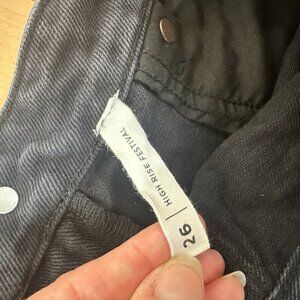 26 | HIGH RISE FESTIVAL